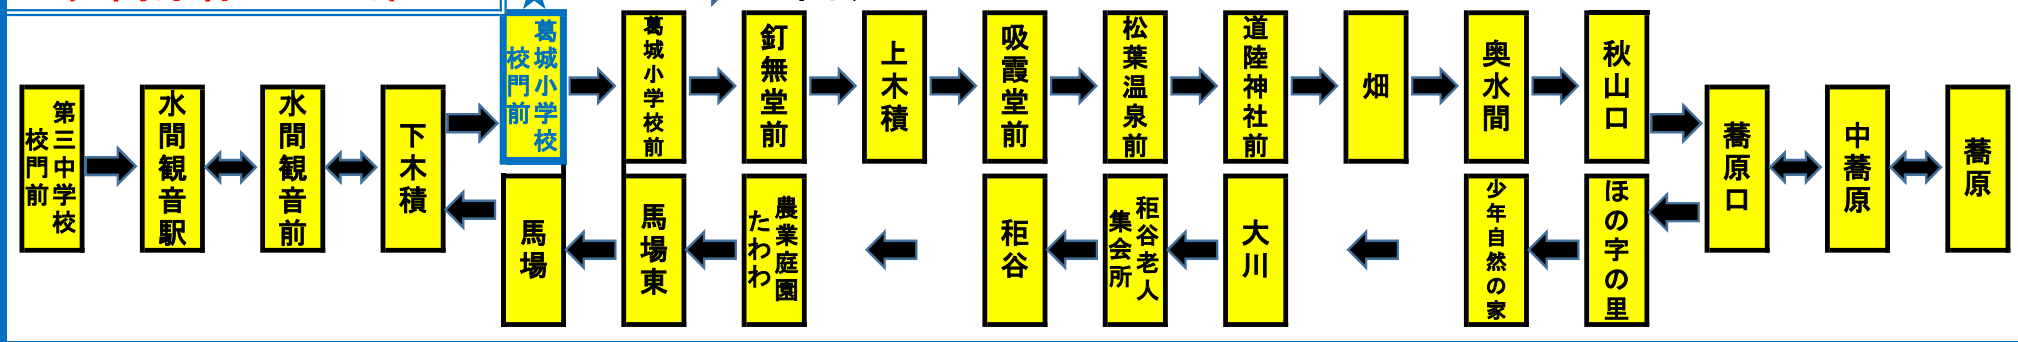 第三中学校
校門前
水間観音駅
水間観音前
下木積
葛城小学校
校門前
葛城小学校前
釘無堂前
上木積
吸霞堂前
松葉温泉前
道陸神社前
畑
奥水間
秋山口
蕎原口
中蕎原
蕎原
ほの字の里
少年自然の家
大川
秬谷老人
集会所
秬谷
農業庭園
たわわ
馬場東
馬場